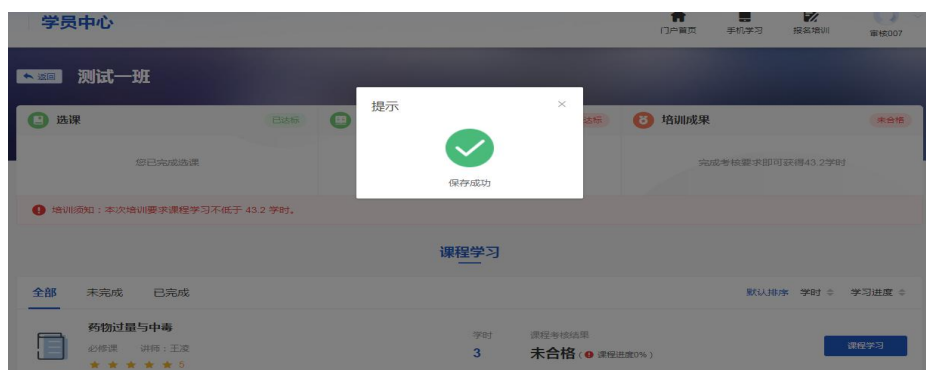 学员中心
门户首页
手机学习
报名培训
审核007
返回
测试一班
选课
已达标
提示
×
达标
培训成果
未合格
您已完成选课
保存成功
完成考核要求即可获得43.2学时
培训须知：本次培训要求课程学习不低于 43.2 学时。
课程学习
全部
未完成
已完成
默认排序
学时
学习进度
药物过量与中毒
必修课
讲师：王凌
5
学时
3
课程考核结果
未合格 ( 课程进度0% )
课程学习